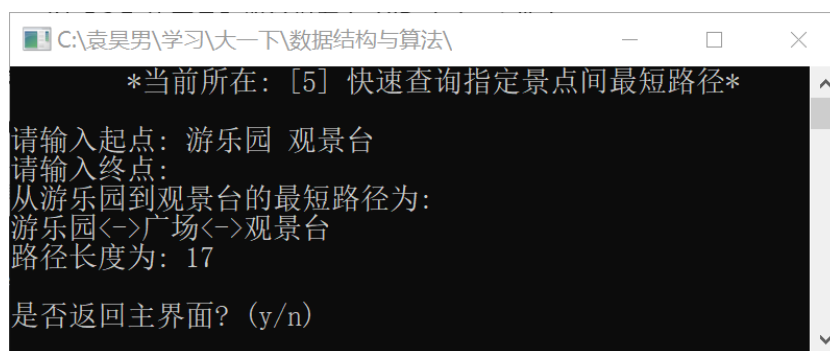 C:\袁昊男\学习\大一下\数据结构与算法\
*当前所在: [5] 快速查询指定景点间最短路径*
请输入起点: 游乐园 观景台
请输入终点:
从游乐园到观景台的最短路径为:
游乐园<->广场<->观景台
路径长度为: 17
是否返回主界面? (y/n)